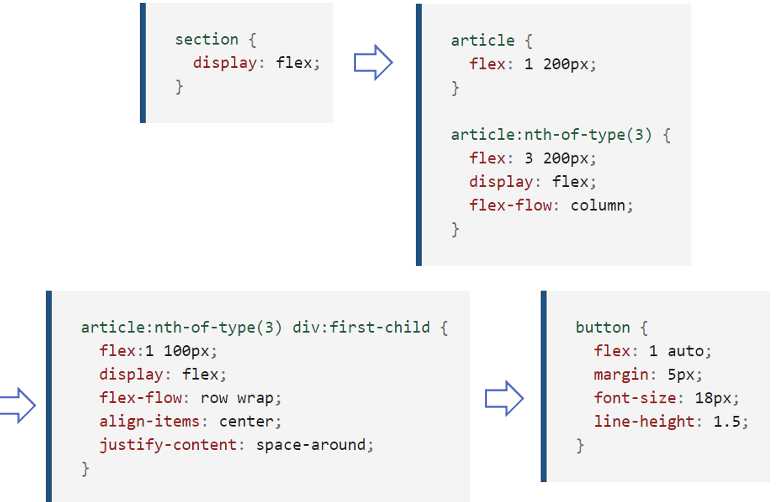 section {
  display: flex;
}
article {
  flex: 1 200px;
}
article:nth-of-type(3) {
  flex: 3 200px;
  display: flex;
  flex-flow: column;
}
article:nth-of-type(3) div:first-child {
  flex:1 100px;
  display: flex;
  flex-flow: row wrap;
  align-items: center;
  justify-content: space-around;
}
button {
  flex: 1 auto;
  margin: 5px;
  font-size: 18px;
  line-height: 1.5;
}